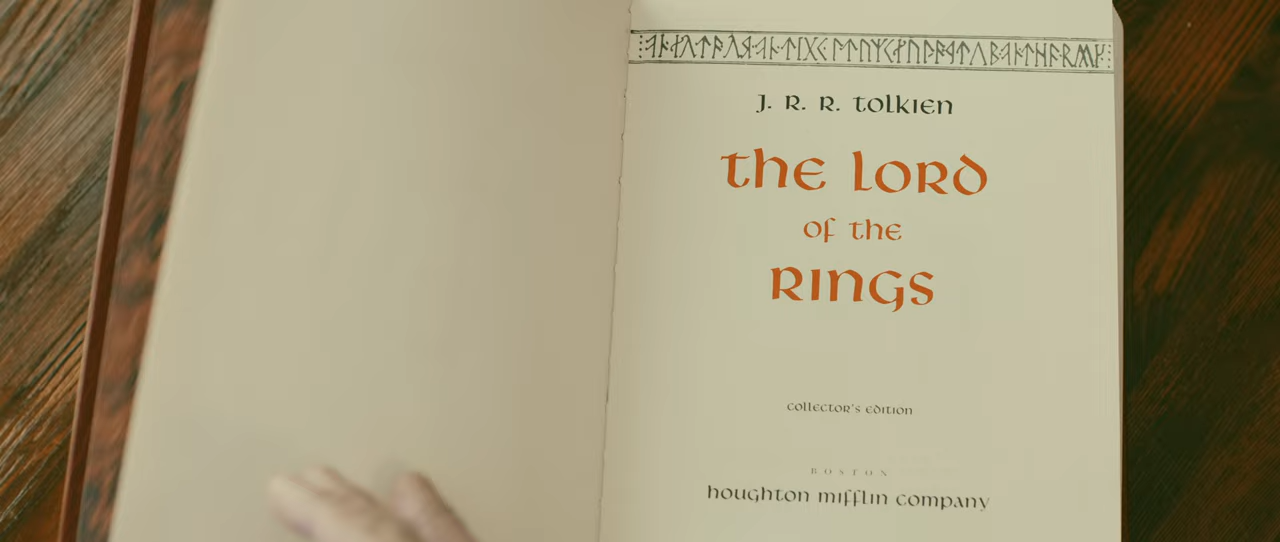 J. R. R. Tolkien
The Lord
of the
Rings
Collector's Edition
BOSTON
Houghton Mifflin Company